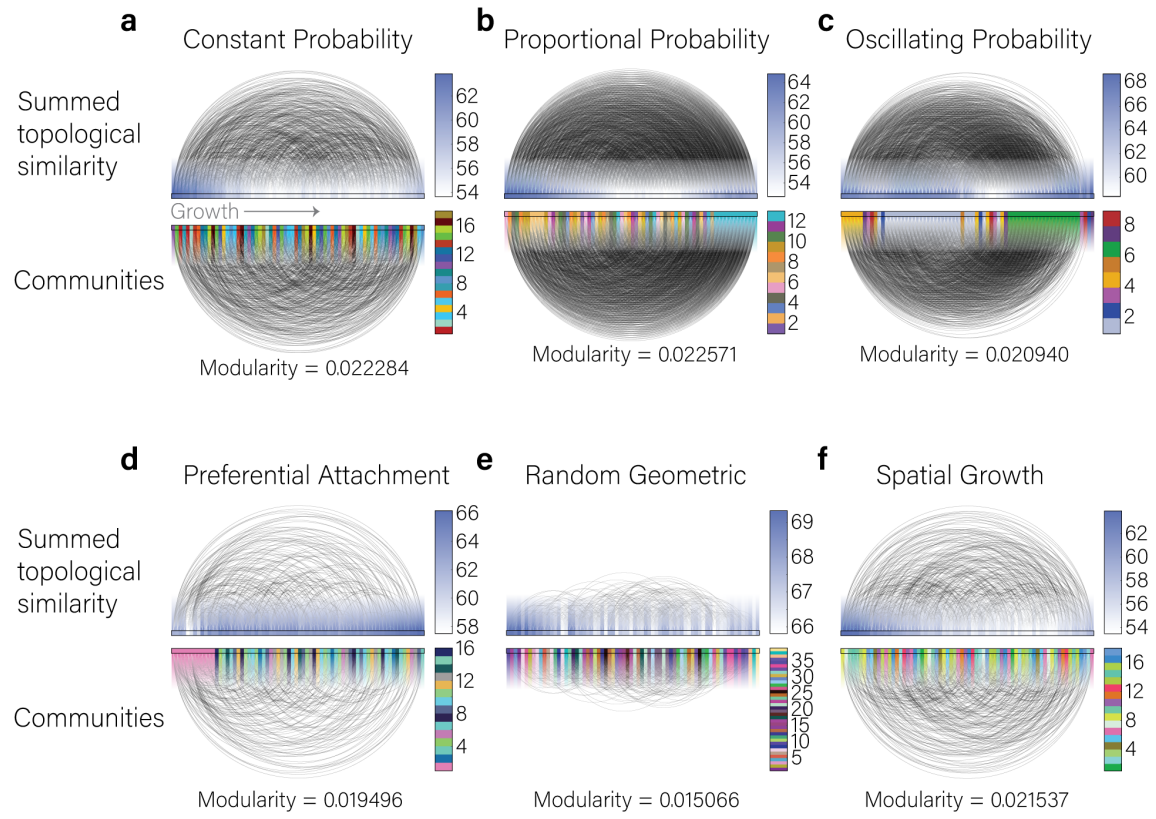 a
Constant Probability
b
Proportional Probability
c
Oscillating Probability
Summed
topological
similarity
62
60
58
56
54
64
62
60
58
56
54
68
66
64
62
60
Growth
Communities
16
12
8
4
12
10
8
6
4
2
8
6
4
2
Modularity = 0.022284
Modularity = 0.022571
Modularity = 0.020940
d
Preferential Attachment
e
Random Geometric
f
Spatial Growth
Summed
topological
similarity
66
64
62
60
58
69
68
67
66
62
60
58
56
54
Communities
16
12
8
4
35
30
25
20
15
10
5
16
12
8
4
Modularity = 0.019496
Modularity = 0.015066
Modularity = 0.021537